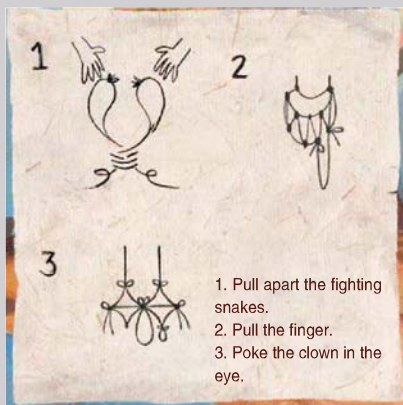 1
2
3
1. Pull apart the fighting
snakes.
2. Pull the finger.
3. Poke the clown in the
eye.